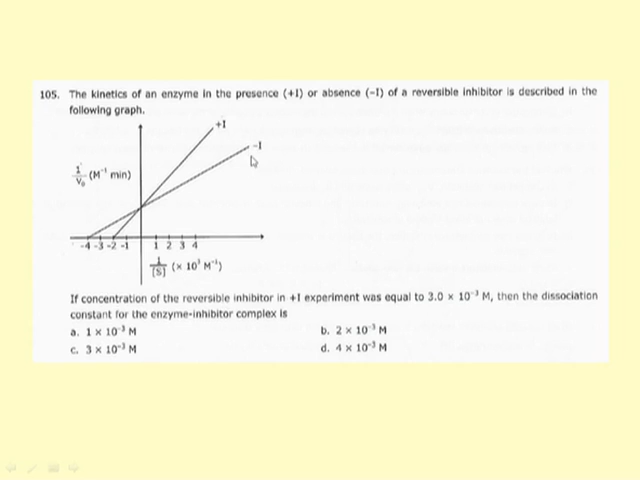 105. The kinetics of an enzyme in the presence (+I) or absence (-I) of a reversible inhibitor is described in the
following graph.
+I
-I
1/V₀ (M⁻¹ min)
-4 -3 -2 -1 1 2 3 4
1/[S] (× 10³ M⁻¹)
If concentration of the reversible inhibitor in +I experiment was equal to 3.0 × 10⁻³ M, then the dissociation
constant for the enzyme-inhibitor complex is
a. 1 × 10⁻³ M b. 2 × 10⁻³ M
c. 3 × 10⁻³ M d. 4 × 10⁻³ M